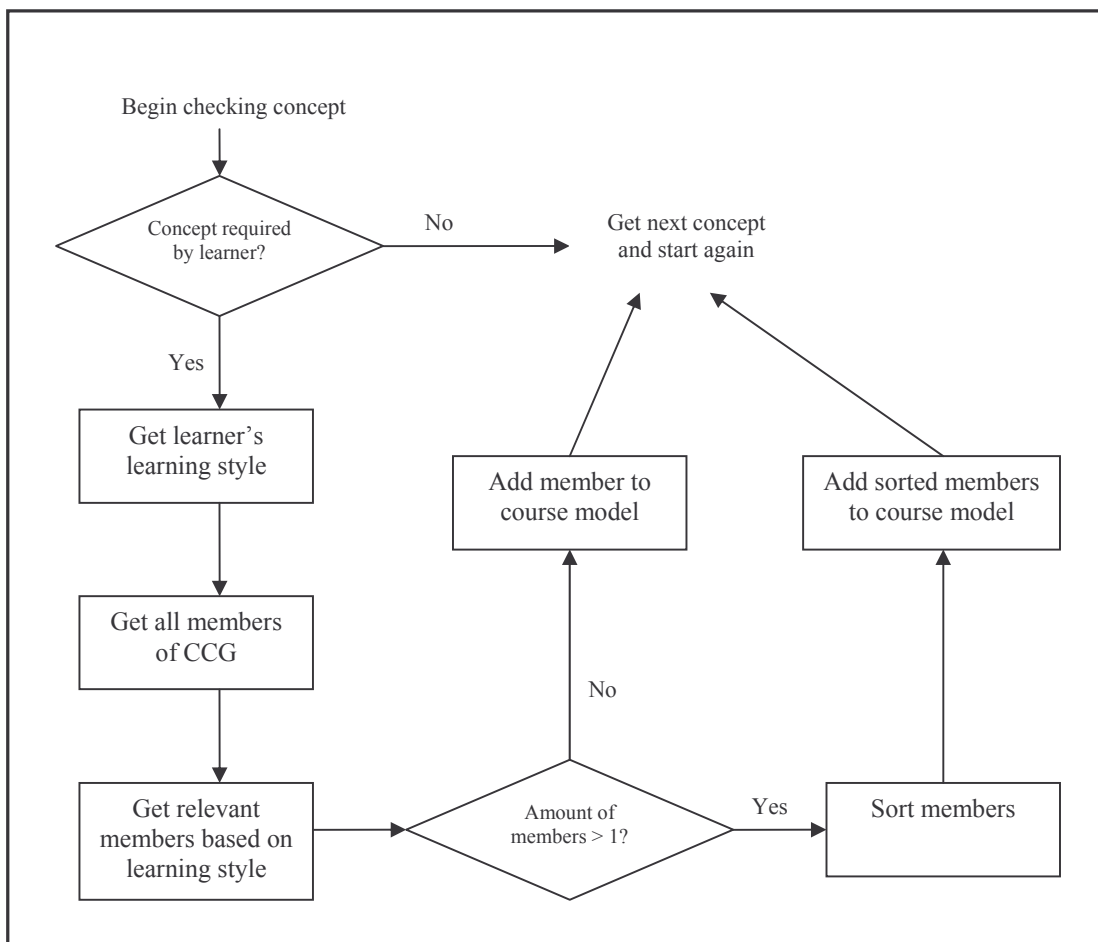 Begin checking concept
Concept required
by learner?
No
Get next concept
and start again
Yes
Get learner’s
learning style
Add member to
course model
Add sorted members
to course model
Get all members
of CCG
No
Get relevant
members based on
learning style
Amount of
members > 1?
Yes
Sort members